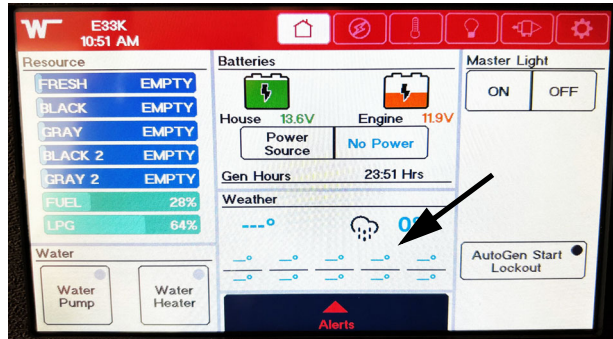 W E33K
10:51 AM
Resource
FRESH EMPTY
BLACK EMPTY
GRAY EMPTY
BLACK 2 EMPTY
GRAY 2 EMPTY
FUEL 28%
LPG 64%
Water
Water
Pump
Water
Heater
Batteries
House 13.6V
Engine 11.9V
Power
Source
No Power
Gen Hours 23:51 Hrs
Weather
---° 0°
--° --° --° --° --°
--° --° --° --° --°
Alerts
Master Light
ON OFF
AutoGen Start
Lockout